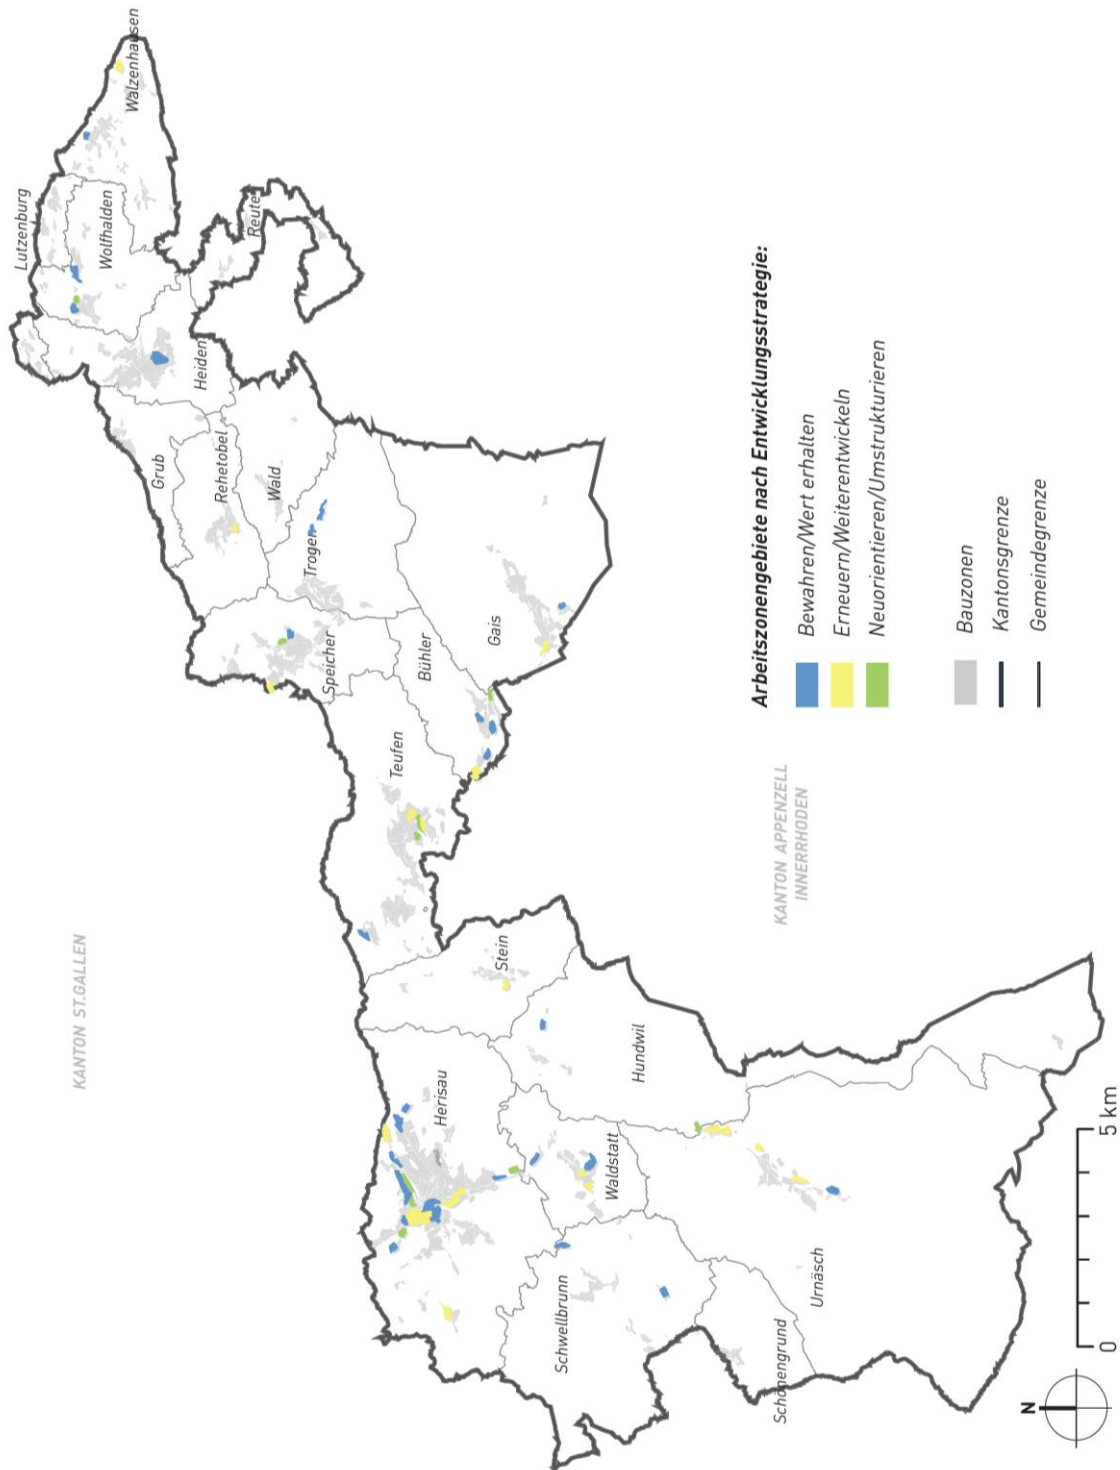 KANTON ST.GALLEN
Lutzenburg
Walzenhausen
Wolfhalden
Reute
Heiden
Grub
Rehetobel
Wald
Trogen
Speicher
Bühler
Gais
Teufen
Stein
Herisau
Hundwil
Waldstatt
Schwellbrunn
Urnäsch
Schönengrund
KANTON APPENZELL
INNERRHODEN
Arbeitszonengebiete nach Entwicklungsstrategie:
Bewahren/Wert erhalten
Erneuern/Weiterentwickeln
Neuorientieren/Umstrukturieren
Bauzonen
Kantonsgrenze
Gemeindegrenze
N
0
5 km